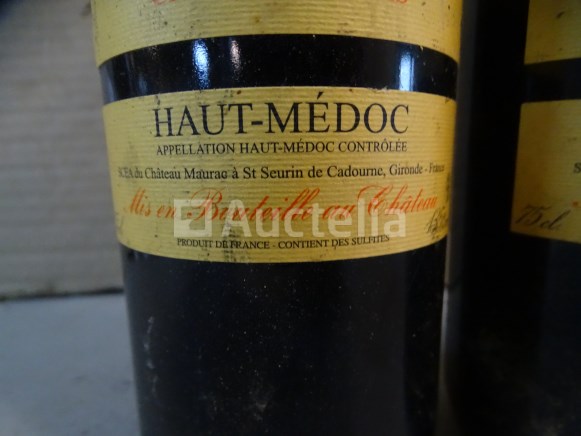 HAUT-MÉDOC
APPELLATION HAUT-MÉDOC CONTRÔLÉE
SCEA du Château Maurac à St Seurin de Cadourne, Gironde - France
Mis en Bouteille au Château
Auctella
PRODUIT DE FRANCE - CONTIENT DES SULFITES
75 cl